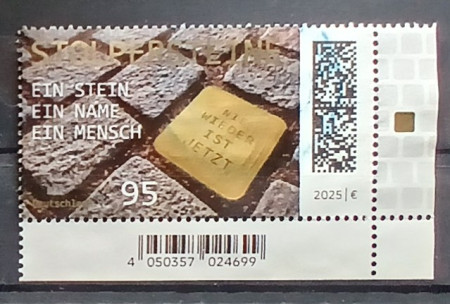 STOLPERSTEINE
EIN STEIN
EIN NAME
EIN MENSCH
NIE
WIEDER
IST
JETZT
Deutschland
95
2025 | €
4 050357 024699